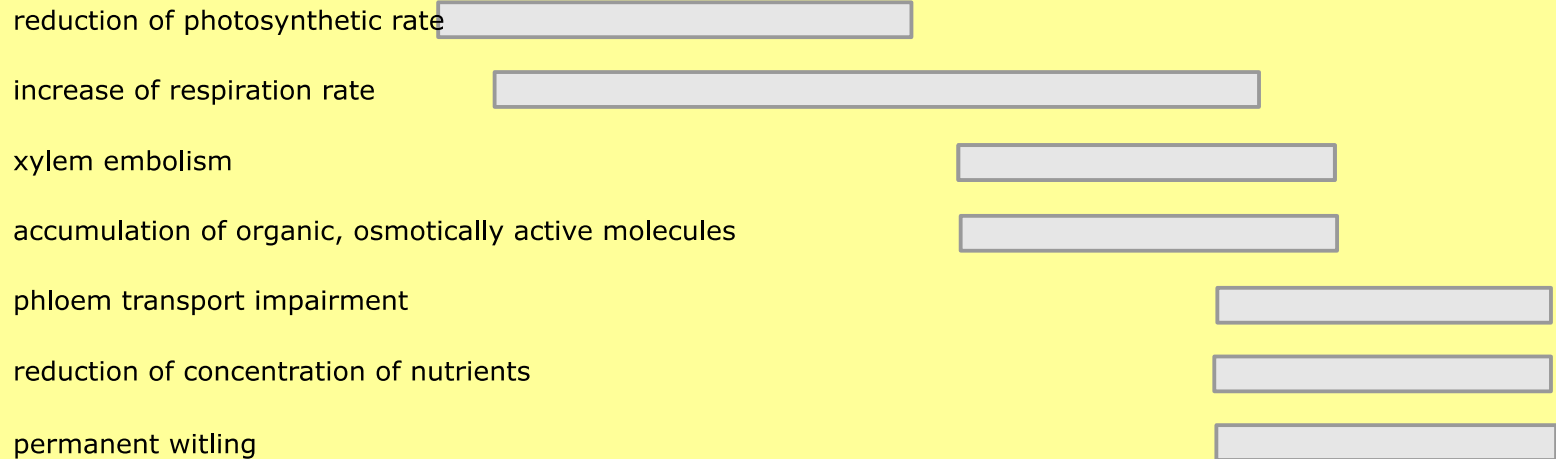 reduction of photosynthetic rate
increase of respiration rate
xylem embolism
accumulation of organic, osmotically active molecules
phloem transport impairment
reduction of concentration of nutrients
permanent witling